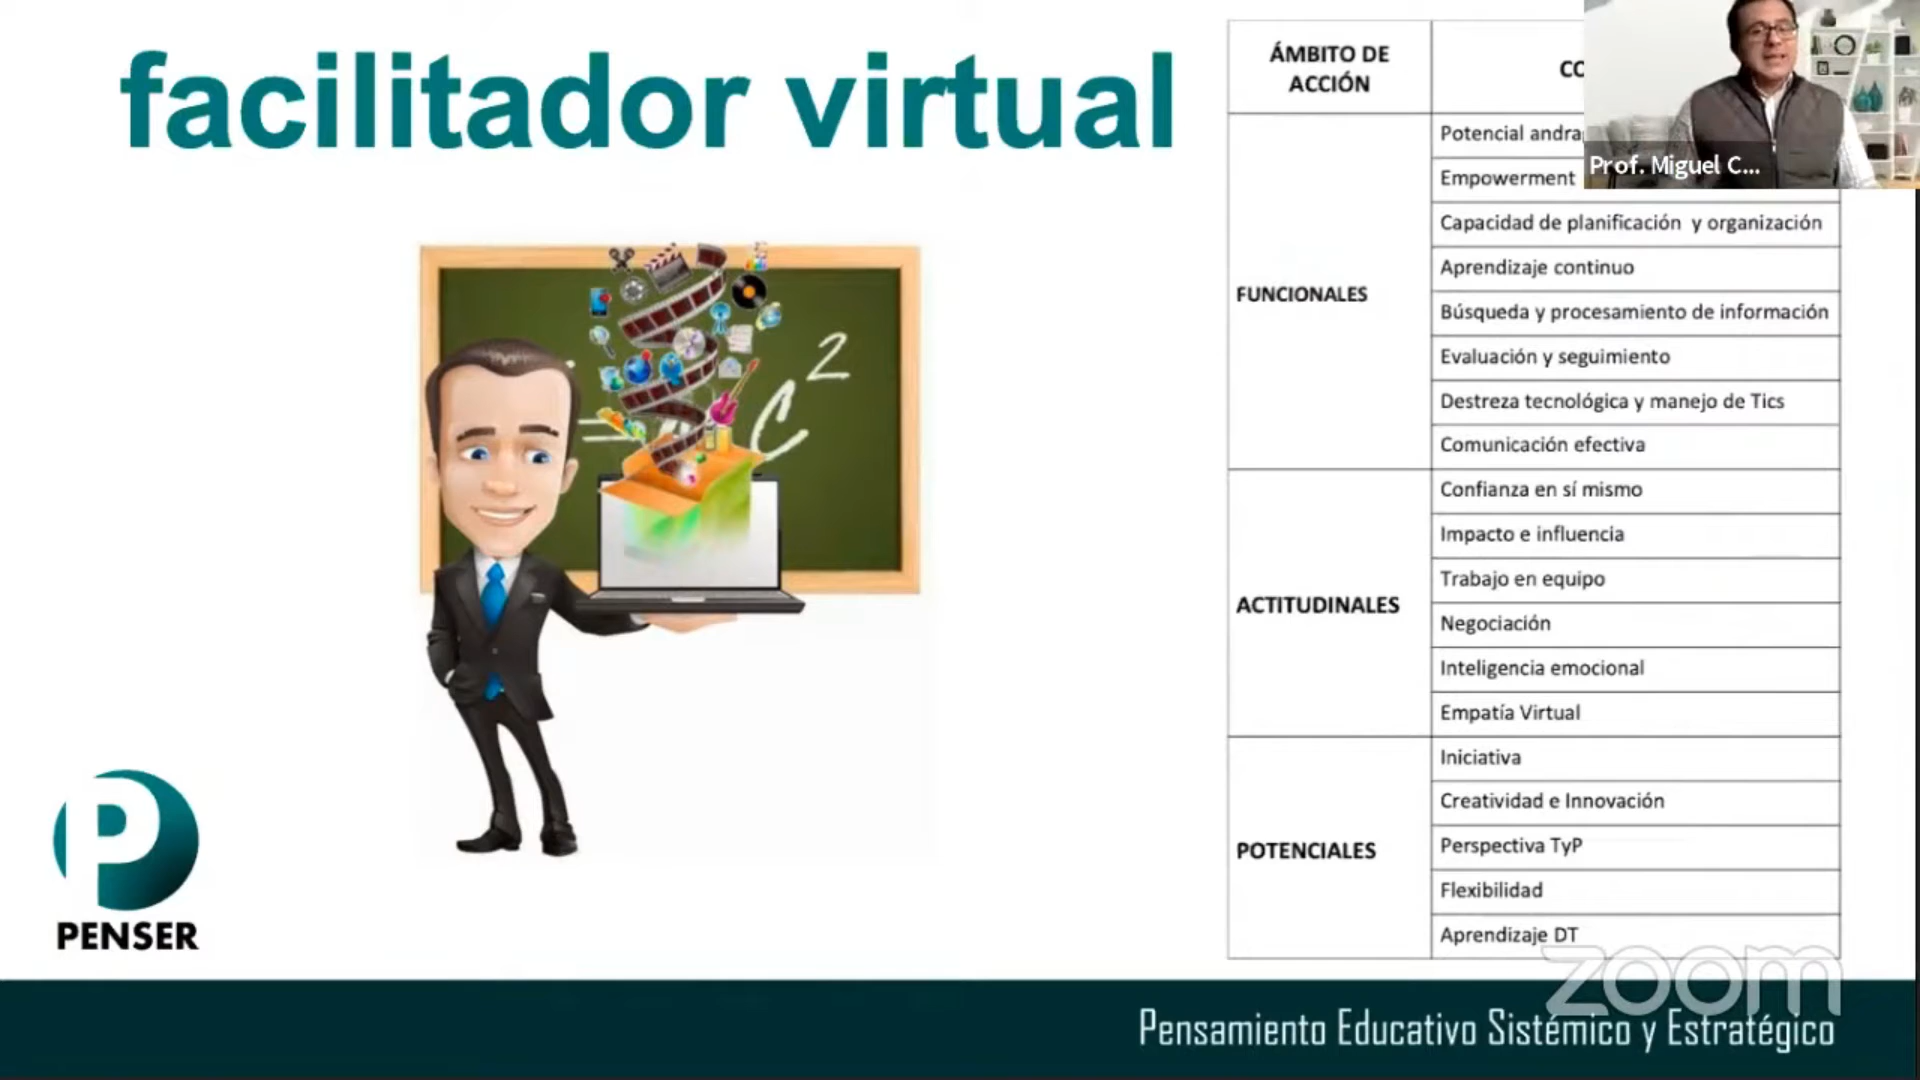 facilitador virtual
ÁMBITO DE
ACCIÓN
Prof. Miguel C...
FUNCIONALES
Potencial
Empowerment
Capacidad de planificación y organización
Aprendizaje continuo
Búsqueda y procesamiento de información
Evaluación y seguimiento
Destreza tecnológica y manejo de Tics
Comunicación efectiva
ACTITUDINALES
Confianza en sí mismo
Impacto e influencia
Trabajo en equipo
Negociación
Inteligencia emocional
Empatía Virtual
POTENCIALES
Iniciativa
Creatividad e Innovación
Perspectiva TyP
Flexibilidad
Aprendizaje DT
C²
P
PENSER
zoom
Pensamiento Educativo Sistémico y Estratégico